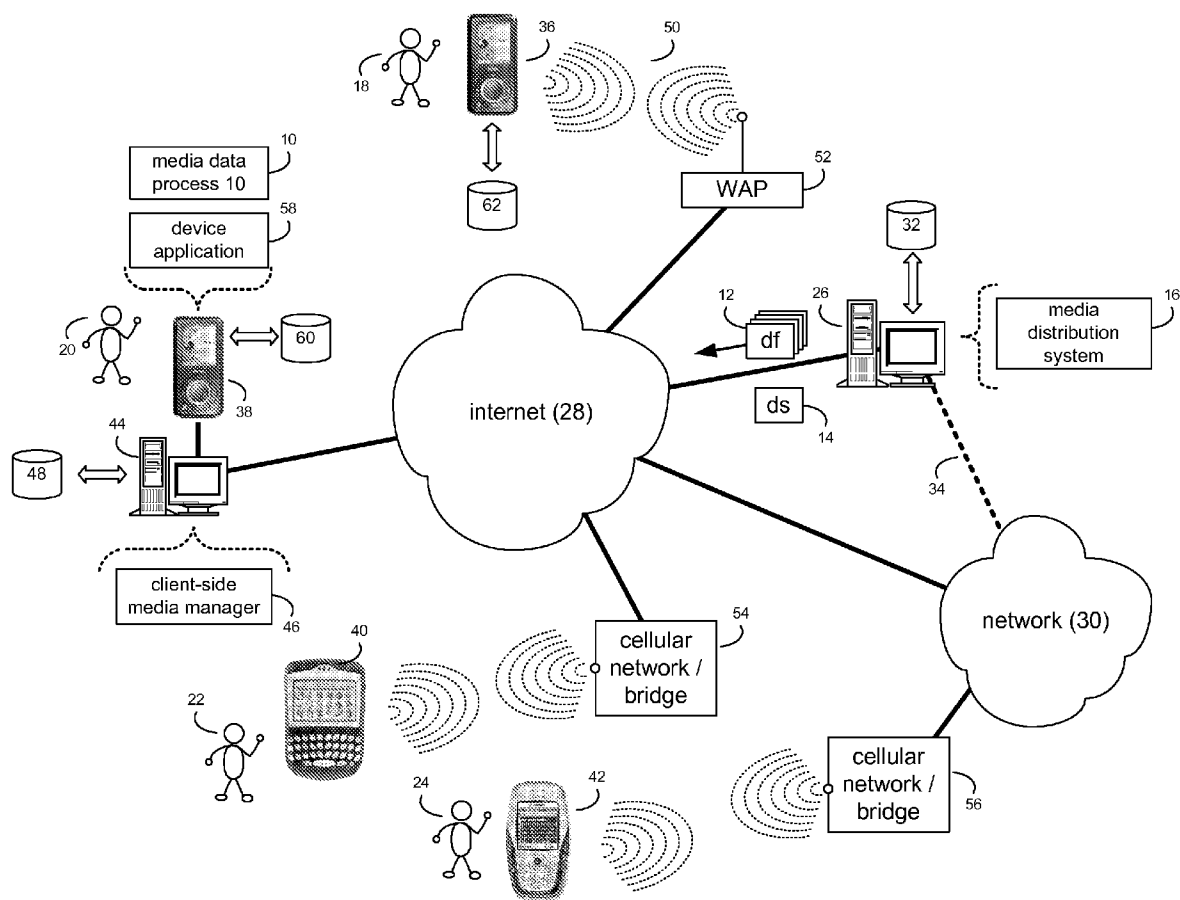 36
50
18
10
media data
process 10
52
WAP
62
58
device
application
32
12
26
16
df
media
distribution
system
20
60
38
internet (28)
ds
14
44
48
34
client-side
media manager
46
40
54
cellular
network /
bridge
network (30)
22
24
42
cellular
network /
bridge
56